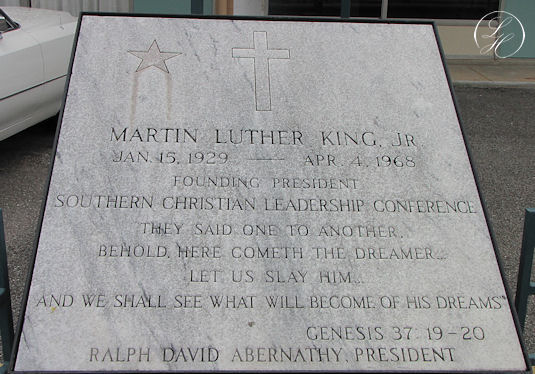 LH
MARTIN LUTHER KING, JR
JAN. 15, 1929 — APR. 4, 1968
FOUNDING PRESIDENT
SOUTHERN CHRISTIAN LEADERSHIP CONFERENCE
THEY SAID ONE TO ANOTHER,
BEHOLD, HERE COMETH THE DREAMER...
LET US SLAY HIM...
AND WE SHALL SEE WHAT WILL BECOME OF HIS DREAMS"
GENESIS 37: 19-20
RALPH DAVID ABERNATHY, PRESIDENT